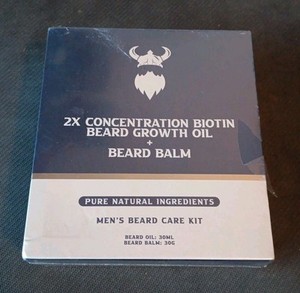 2X CONCENTRATION BIOTIN
BEARD GROWTH OIL
+
BEARD BALM
PURE NATURAL INGREDIENTS
MEN'S BEARD CARE KIT
BEARD OIL: 30ML
BEARD BALM: 30G